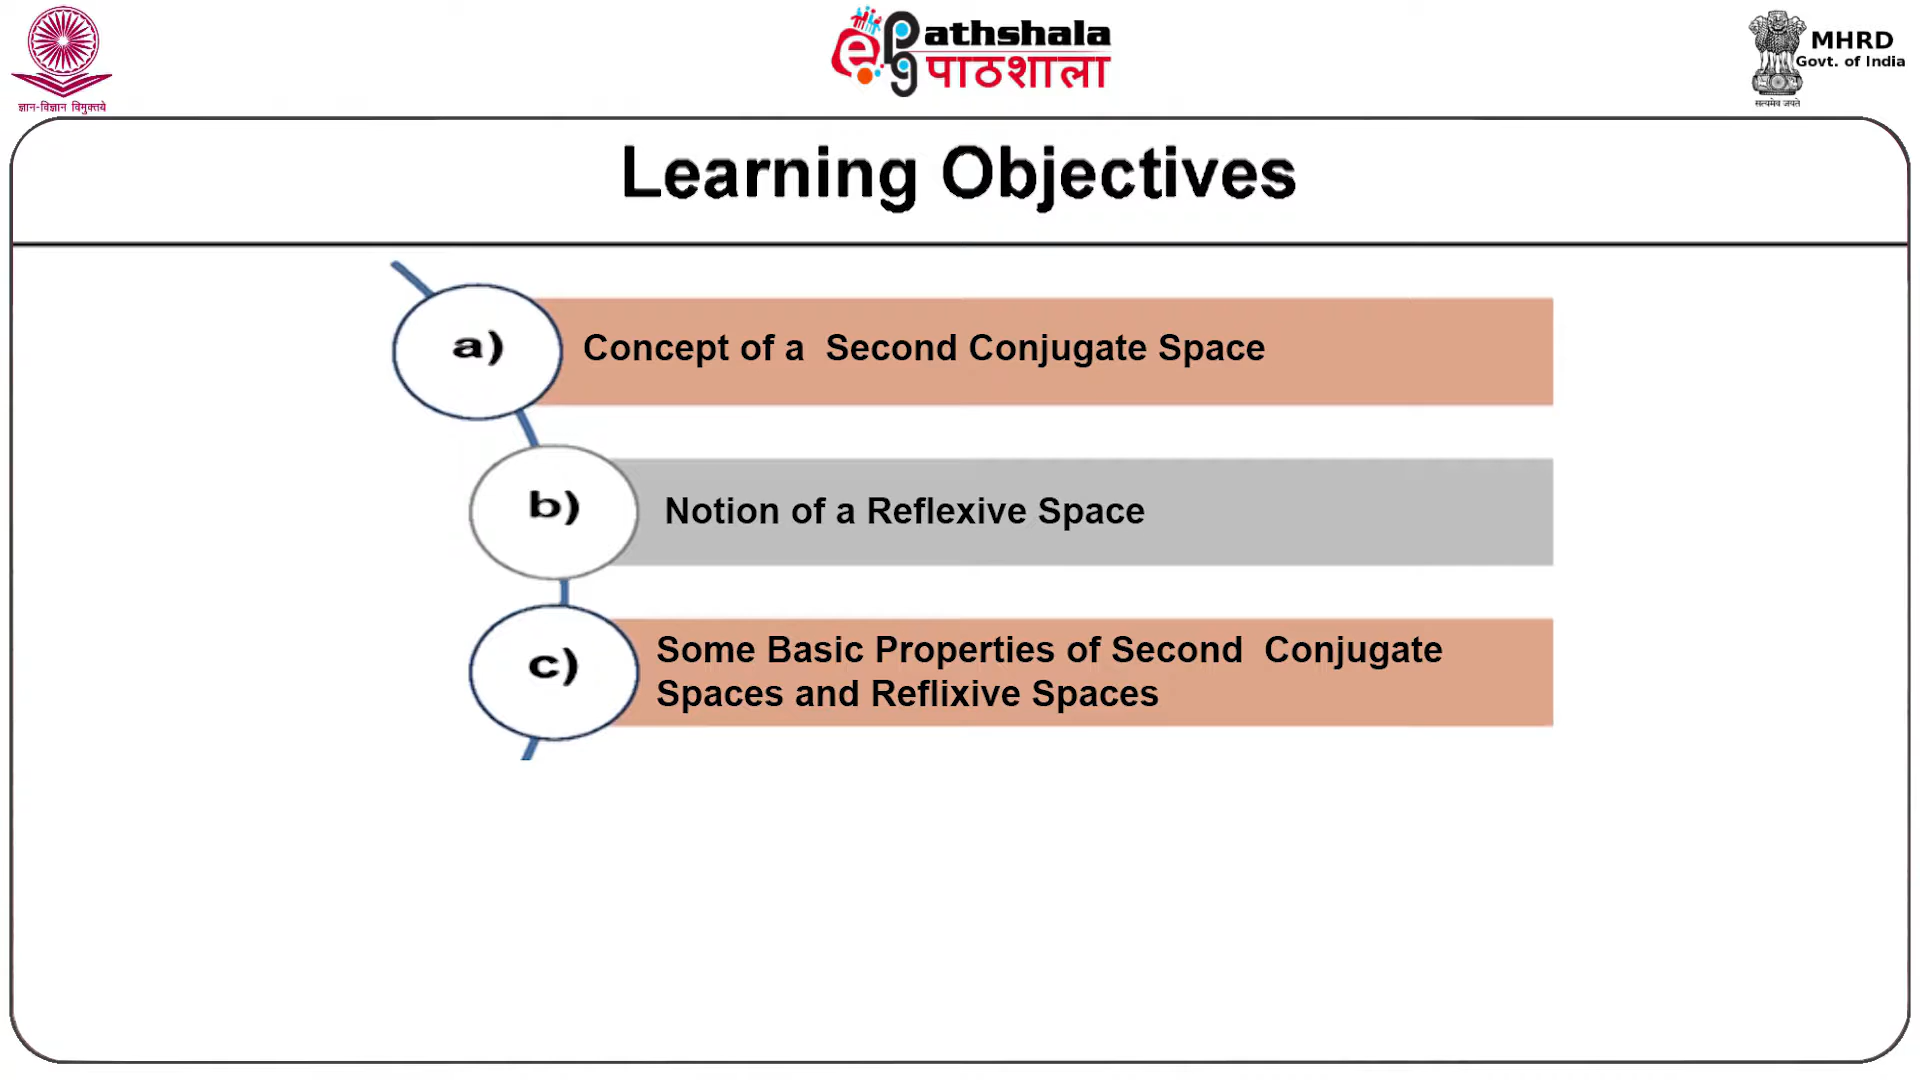 ज्ञान-विज्ञान विमुक्तये
e PG Pathshala
पाठशाला
MHRD
Govt. of India
सत्यमेव जयते
Learning Objectives
a) Concept of a Second Conjugate Space
b) Notion of a Reflexive Space
c) Some Basic Properties of Second Conjugate
Spaces and Reflixive Spaces